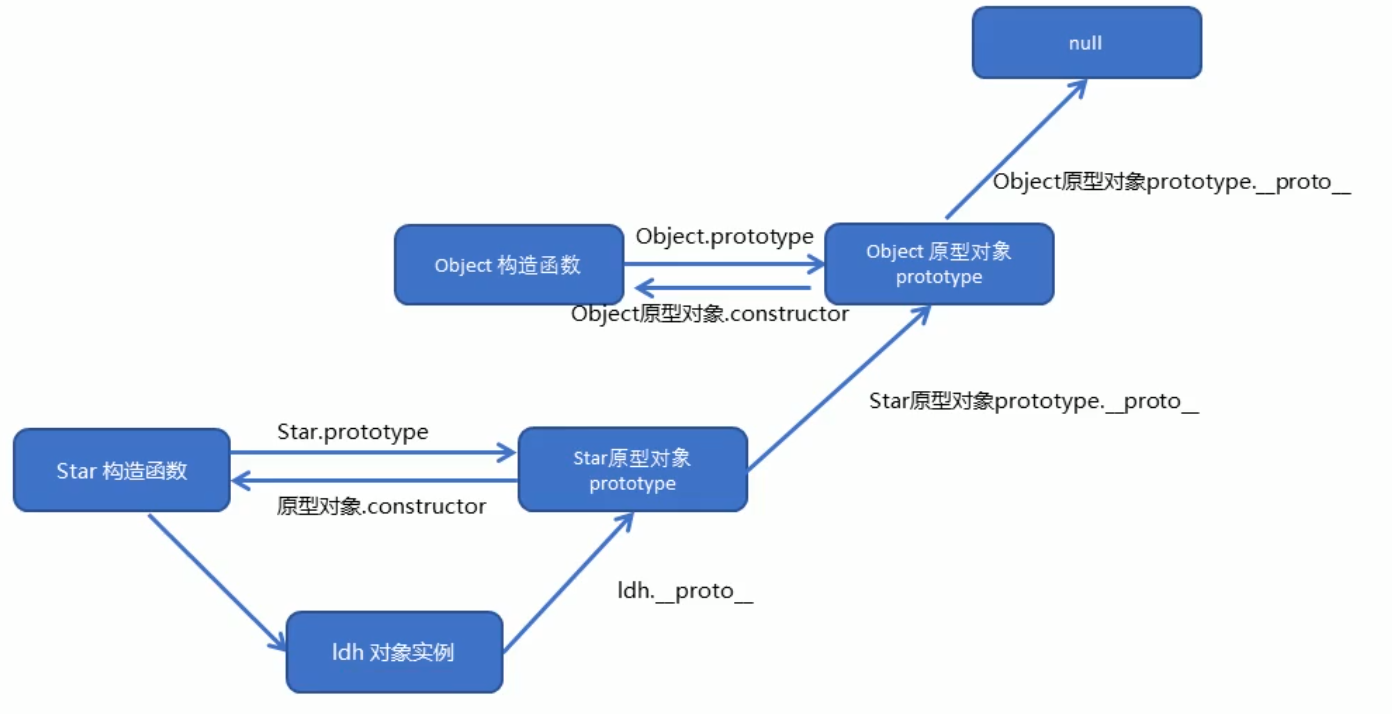 null
Object原型对象prototype.__proto__
Object.prototype
Object 构造函数
Object 原型对象
prototype
Object原型对象.constructor
Star原型对象prototype.__proto__
Star.prototype
Star 构造函数
Star原型对象
prototype
原型对象.constructor
ldh.__proto__
ldh 对象实例